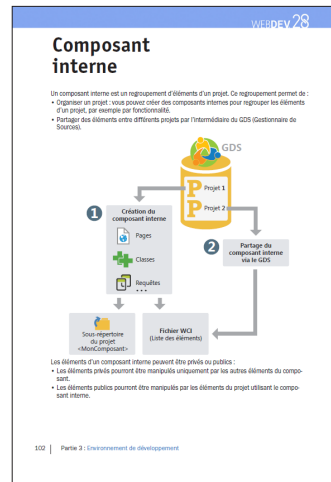 WEBDEV 28
Composant
interne
Un composant interne est un regroupement d'éléments d'un projet. Ce regroupement permet de :
• Organiser un projet : vous pouvez créer des composants internes pour regrouper les éléments
d'un projet, par exemple par fonctionnalité,
• Partager des éléments entre différents projets par l'intermédiaire du GDS (Gestionnaire de
Sources).
GDS
Projet 1
Projet 2
1
Création du
composant interne
Pages
Classes
Requêtes
...
2
Partage du
composant interne
via le GDS
Sous-répertoire
du projet
<MonComposant>
Fichier WCI
(Liste des éléments)
Les éléments d'un composant interne peuvent être privés ou publics :
• Les éléments privés pourront être manipulés uniquement par les autres éléments du compo-
sant.
• Les éléments publics pourront être manipulés par les éléments du projet utilisant le compo-
sant interne.
102 | Partie 3 : Environnement de développement